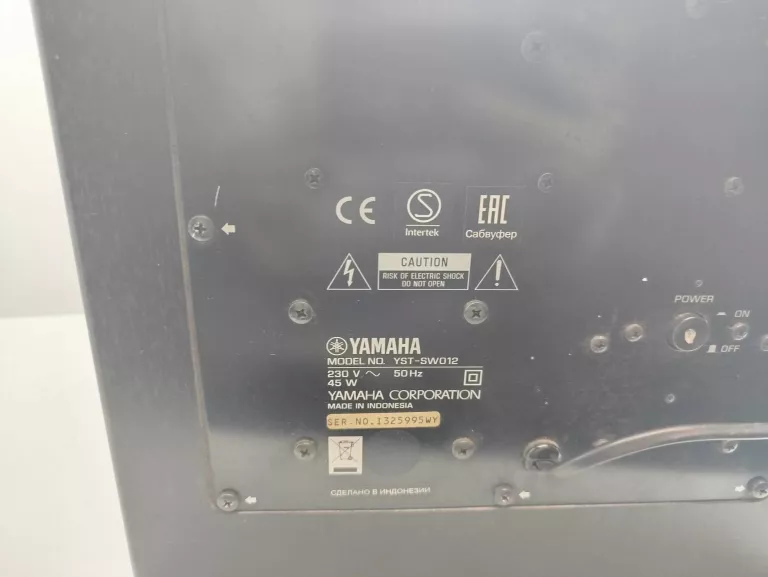 CE
S
Intertek
EAC
Сабвуфер
CAUTION
RISK OF ELECTRIC SHOCK
DO NOT OPEN
POWER
ON
OFF
YAMAHA
MODEL NO. YST-SW012
230 V ~ 50 Hz
45 W
YAMAHA CORPORATION
MADE IN INDONESIA
SER.NO.1325995WY
СДЕЛАНО В ИНДОНЕЗИИ